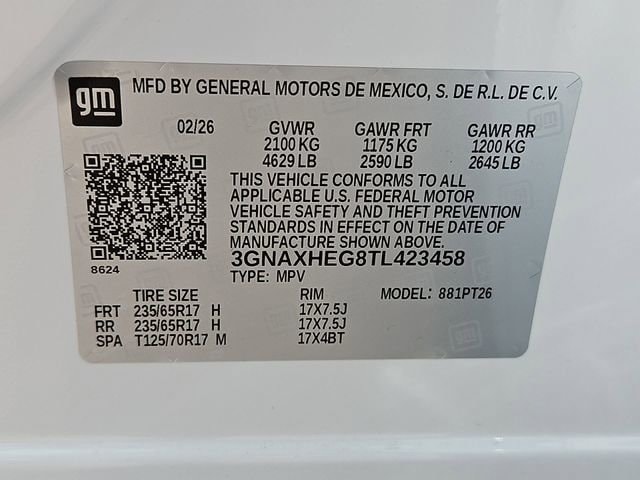 gm
MFD BY GENERAL MOTORS DE MEXICO, S. DE R.L. DE C.V.
02/26 GVWR GAWR FRT GAWR RR
2100 KG 1175 KG 1200 KG
4629 LB 2590 LB 2645 LB
THIS VEHICLE CONFORMS TO ALL
APPLICABLE U.S. FEDERAL MOTOR
VEHICLE SAFETY AND THEFT PREVENTION
STANDARDS IN EFFECT ON THE DATE OF
MANUFACTURE SHOWN ABOVE.
8624
3GNAXHEG8TL423458
TYPE: MPV
TIRE SIZE RIM MODEL: 881PT26
FRT 235/65R17 H 17X7.5J
RR 235/65R17 H 17X7.5J
SPA T125/70R17 M 17X4BT